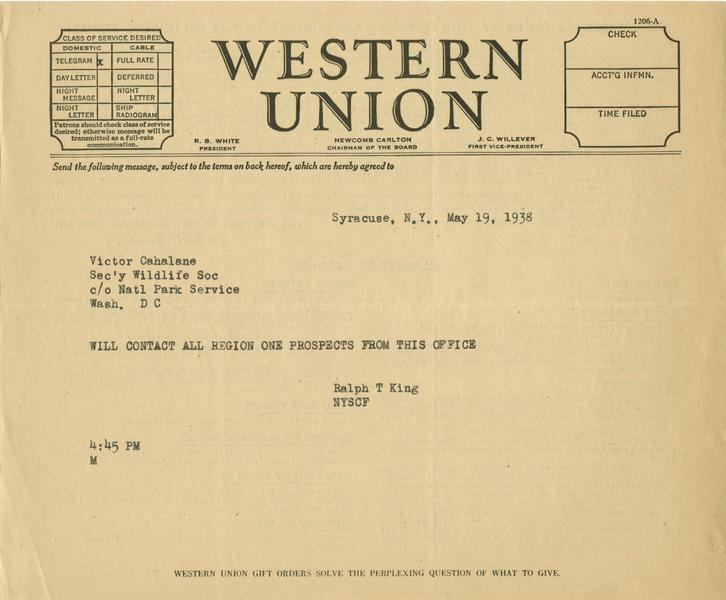 1206-A
CLASS OF SERVICE DESIRED
DOMESTIC CABLE
TELEGRAM x FULL RATE
DAY LETTER DEFERRED
NIGHT MESSAGE NIGHT LETTER
NIGHT LETTER SHIP RADIOGRAM
Patrons should check class of service
desired; otherwise message will be
transmitted as a full-rate
communication.
WESTERN
UNION
R. B. WHITE
PRESIDENT
NEWCOMB CARLTON
CHAIRMAN OF THE BOARD
J. C. WILLEVER
FIRST VICE-PRESIDENT
CHECK
ACCT'G INFMN.
TIME FILED
Send the following message, subject to the terms on back hereof, which are hereby agreed to
Syracuse, N.Y., May 19, 1938
Victor Cahalane
Sec'y Wildlife Soc
c/o Natl Park Service
Wash. D C
WILL CONTACT ALL REGION ONE PROSPECTS FROM THIS OFFICE
Ralph T King
NYSCF
4:45 PM
M
WESTERN UNION GIFT ORDERS SOLVE THE PERPLEXING QUESTION OF WHAT TO GIVE.